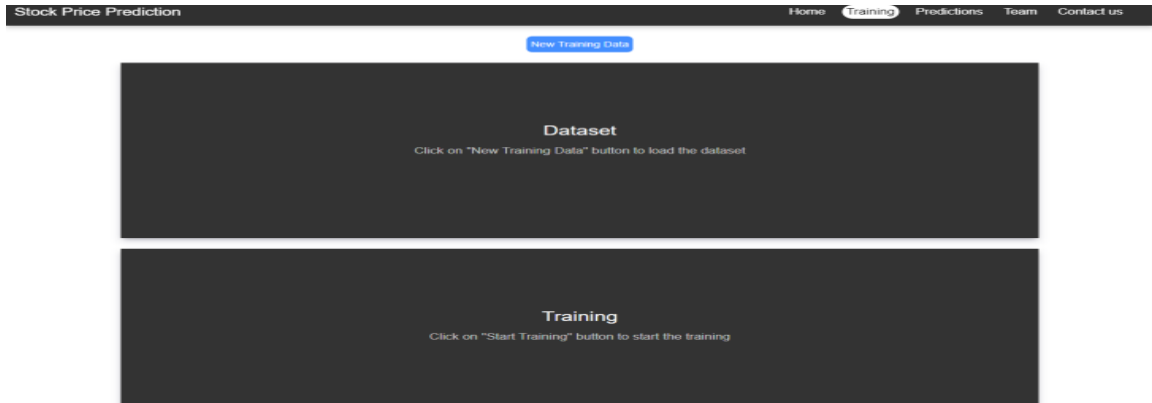 Stock Price Prediction Home Training Predictions Team Contact us
New Training Data
Dataset
Click on "New Training Data" button to load the dataset
Training
Click on "Start Training" button to start the training